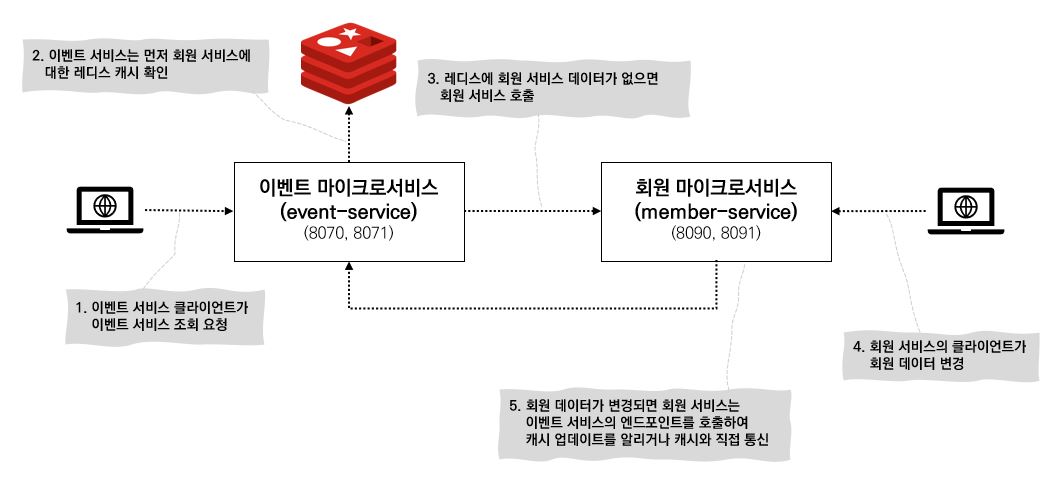 2. 이벤트 서비스는 먼저 회원 서비스에
대한 레디스 캐시 확인
3. 레디스에 회원 서비스 데이터가 없으면
회원 서비스 호출
이벤트 마이크로서비스
(event-service)
(8070, 8071)
회원 마이크로서비스
(member-service)
(8090, 8091)
1. 이벤트 서비스 클라이언트가
이벤트 서비스 조회 요청
4. 회원 서비스의 클라이언트가
회원 데이터 변경
5. 회원 데이터가 변경되면 회원 서비스는
이벤트 서비스의 엔드포인트를 호출하여
캐시 업데이트를 알리거나 캐시와 직접 통신